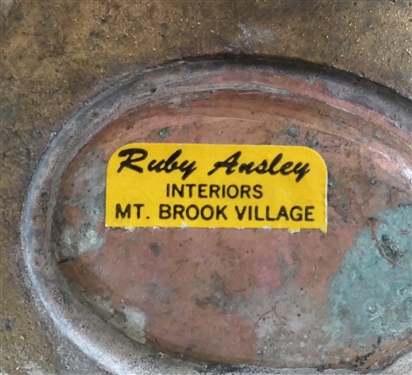 Ruby Ansley
INTERIORS
MT. BROOK VILLAGE